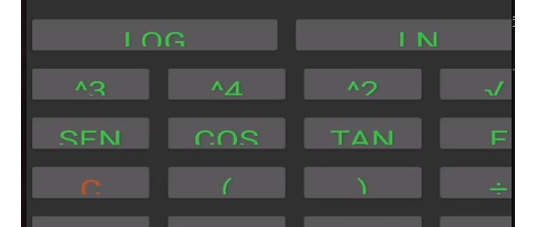 LOG LN
^3 ^4 ^2 √
SEN COS TAN E
C ( ) ÷